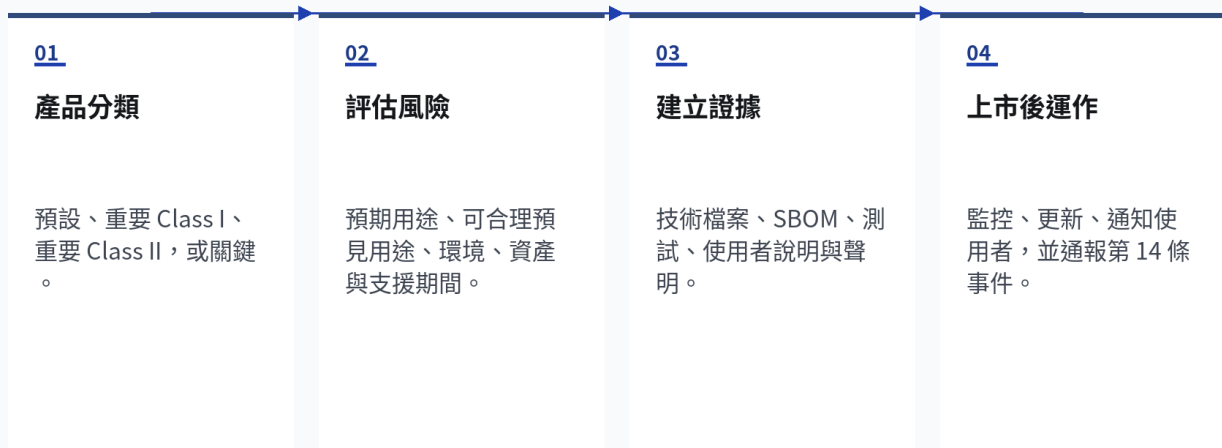 01
產品分類
預設、重要 Class I、
重要 Class II，或關鍵
。
02
評估風險
預期用途、可合理預
見用途、環境、資產
與支援期間。
03
建立證據
技術檔案、SBOM、測
試、使用者說明與聲
明。
04
上市後運作
監控、更新、通知使
用者，並通報第 14 條
事件。